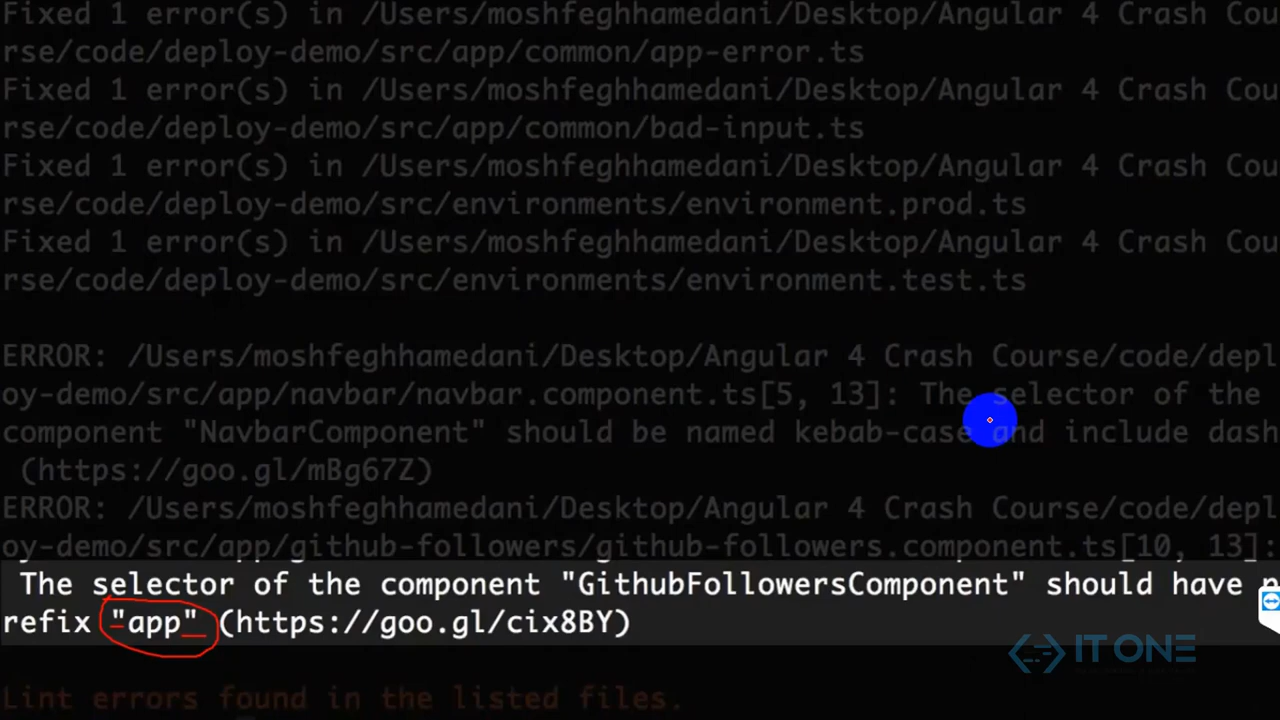 Fixed 1 error(s) in /Users/moshfeghhamedani/Desktop/Angular 4 Crash Cou
rse/code/deploy-demo/src/app/common/app-error.ts
Fixed 1 error(s) in /Users/moshfeghhamedani/Desktop/Angular 4 Crash Cou
rse/code/deploy-demo/src/app/common/bad-input.ts
Fixed 1 error(s) in /Users/moshfeghhamedani/Desktop/Angular 4 Crash Cou
rse/code/deploy-demo/src/environments/environment.prod.ts
Fixed 1 error(s) in /Users/moshfeghhamedani/Desktop/Angular 4 Crash Cou
rse/code/deploy-demo/src/environments/environment.test.ts
ERROR: /Users/moshfeghhamedani/Desktop/Angular 4 Crash Course/code/depl
oy-demo/src/app/navbar/navbar.component.ts[5, 13]: The selector of the
component "NavbarComponent" should be named kebab-case and include dash
(https://goo.gl/mBg67Z)
ERROR: /Users/moshfeghhamedani/Desktop/Angular 4 Crash Course/code/depl
oy-demo/src/app/github-followers/github-followers.component.ts[10, 13]:
The selector of the component "GithubFollowersComponent" should have p
refix "app" (https://goo.gl/cix8BY)
IT ONE
Lint errors found in the listed files.